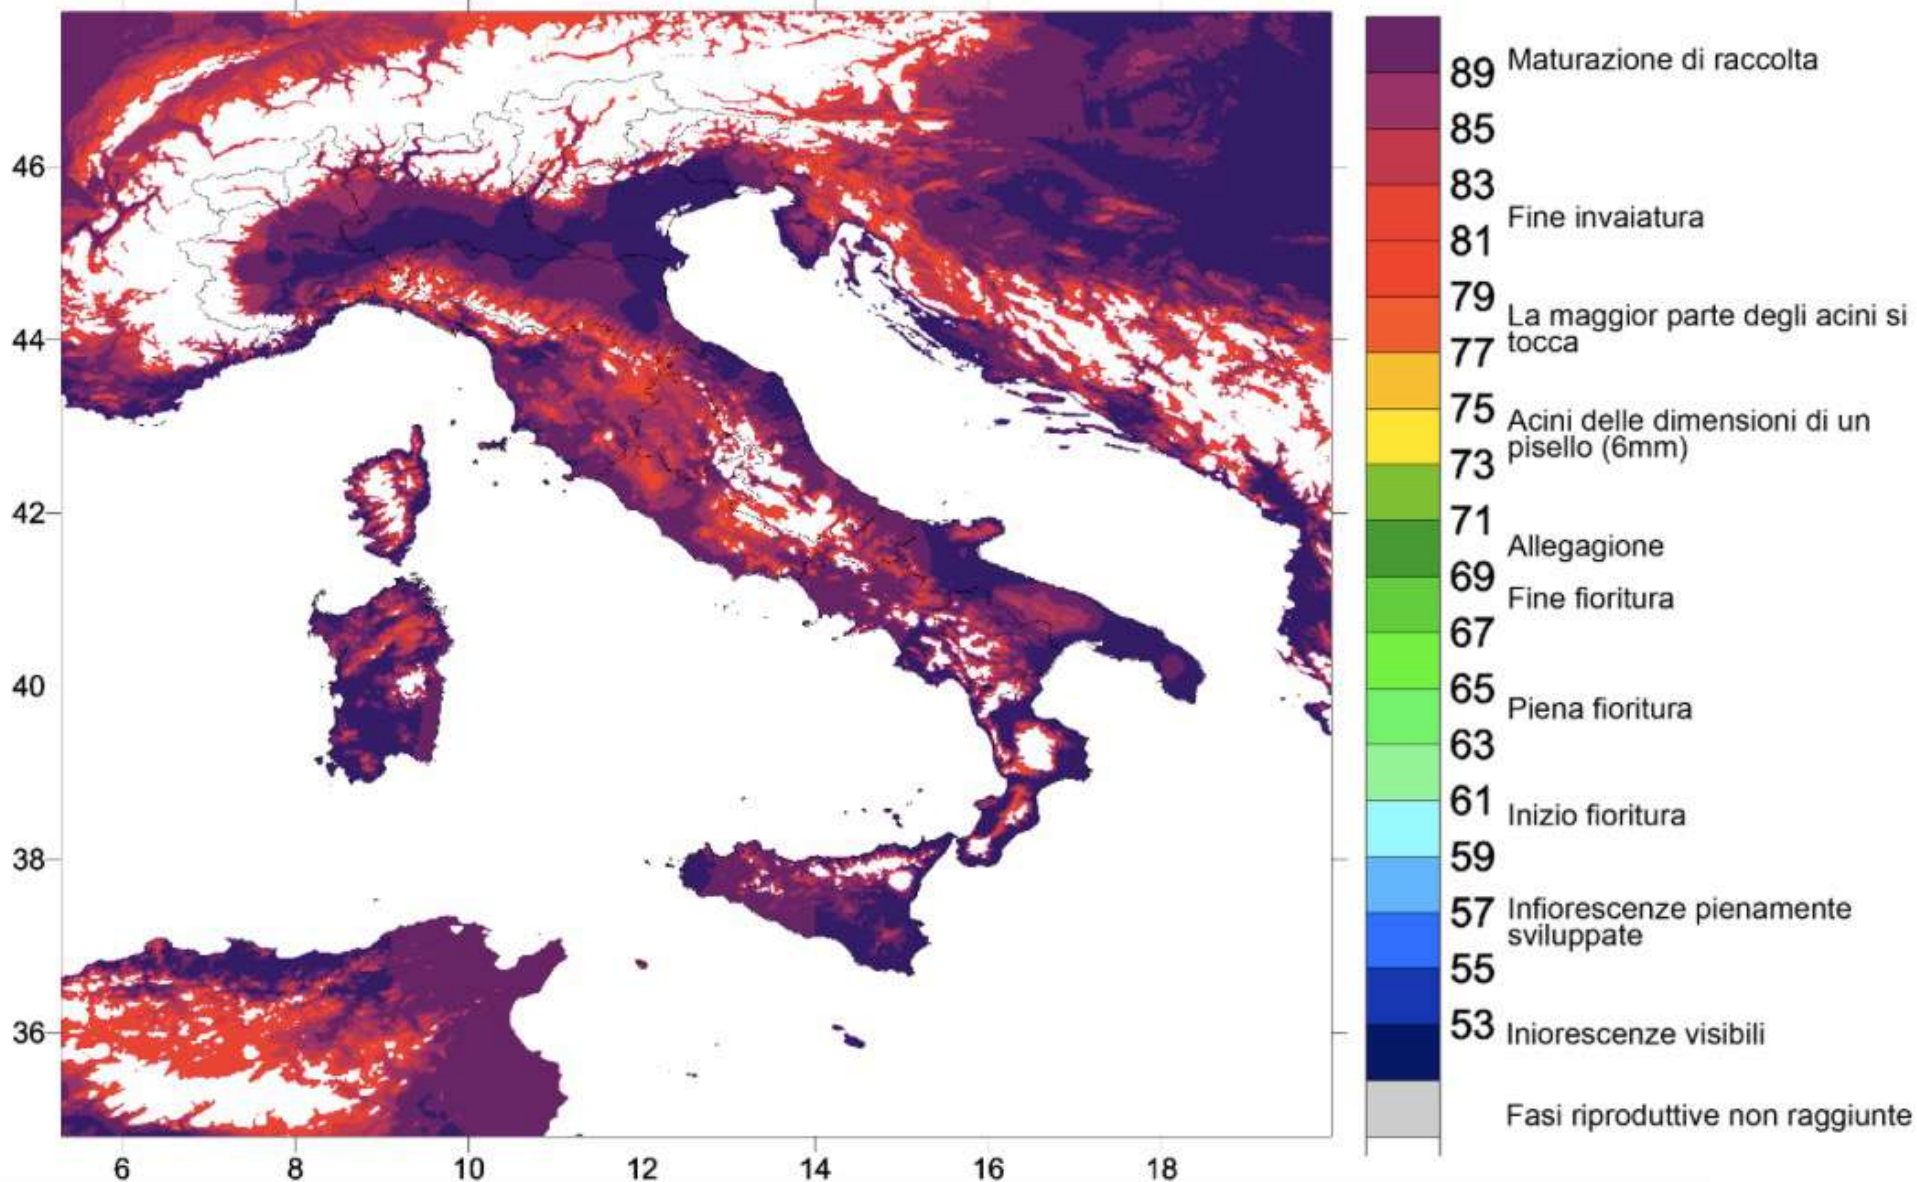 89 Maturazione di raccolta
85
83
Fine invaiatura
81
79
La maggior parte degli acini si
77 tocca
75
Acini delle dimensioni di un
pisello (6mm)
73
71
Allegagione
69
Fine fioritura
67
65
Piena fioritura
63
61
Inizio fioritura
59
57 Infiorescenze pienamente
sviluppate
55
53
Iniorescenze visibili
Fasi riproduttive non raggiunte
46
44
42
40
38
36
6 8 10 12 14 16 18